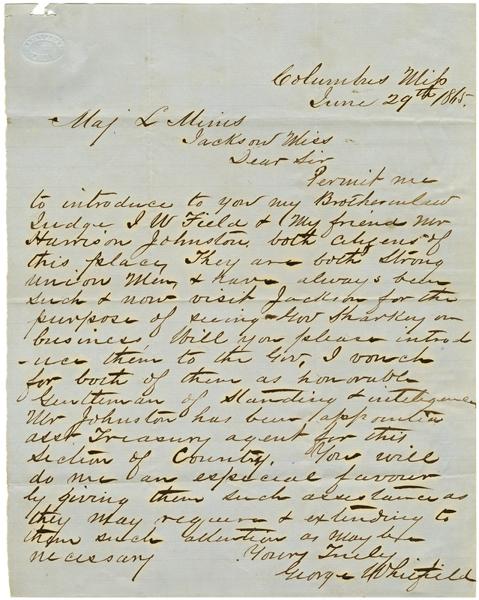 Columbus Miss
June 29th 1865.
Maj L Mims
Jackson Miss
Dear Sir
Permit me
to introduce to you my Brotherinlaw
Judge J W Field & My friend Mr
Harrison Johnston, both citizens of
this place, They are both Strong
Union Men, & have always been
such & now visit Jackson for the
purpose of seeing Gov Sharkey on
business, Will you please introd
-uce them to the Gov, I vouch
for both of them as honorable
Gentleman of Standing & intelligence
Mr Johnston has been appointed
asst Treasury agent for this
Section of Country. You will
do me an especial favour
by giving them such assistance as
they may require & extending to
them such attention as may be
necessary Yours Truly
George Whitfield